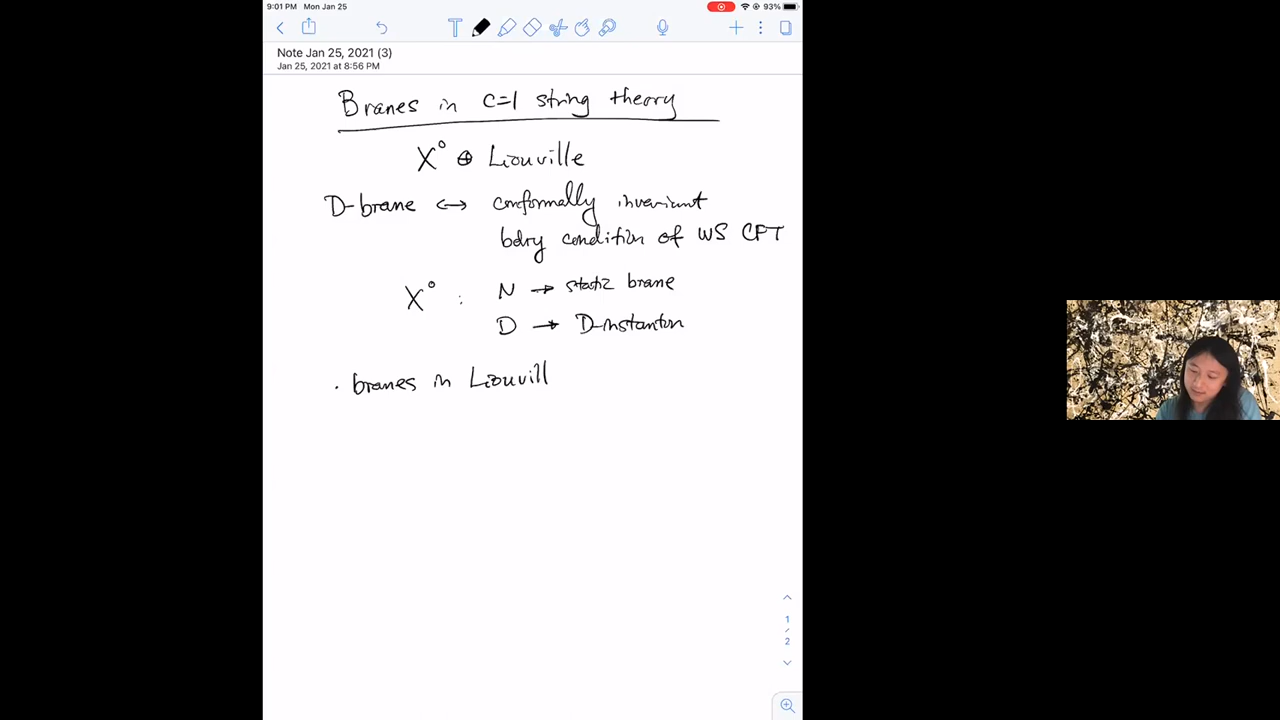 9:01 PM Mon Jan 25
93%
Note Jan 25, 2021 (3)
Jan 25, 2021 at 8:56 PM
Branes in c=1 string theory
X⁰ ⊕ Liouville
D-brane ↔ conformally invariant
bdry condition of WS CFT
X⁰ : N → static brane
D → D-instanton
· branes in Liouvill
1
/
2